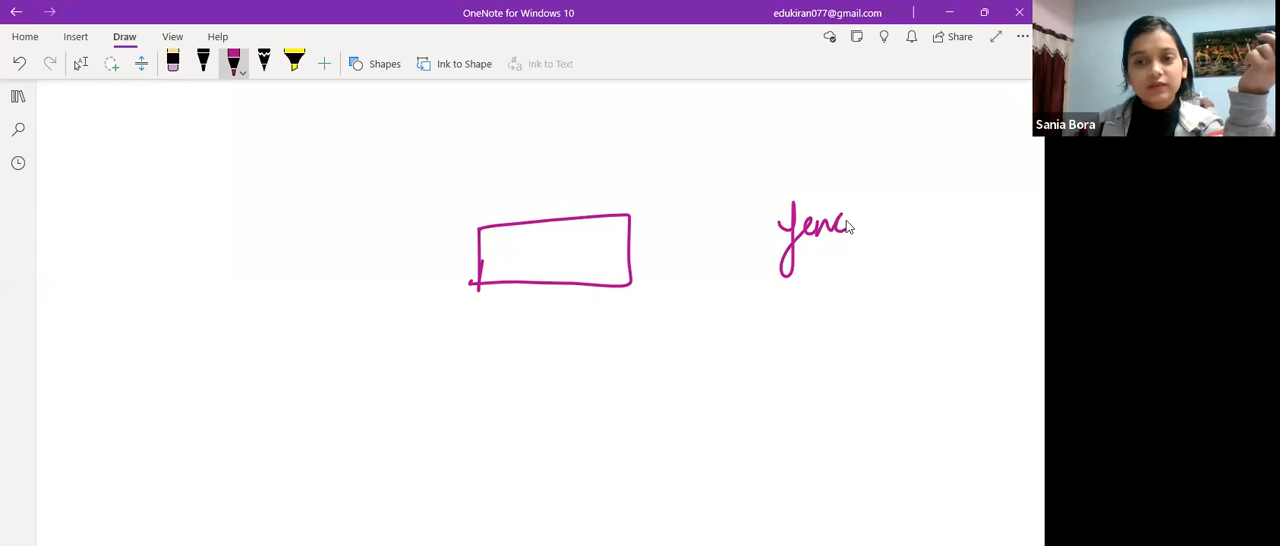 OneNote for Windows 10
edukiran077@gmail.com
Home
Insert
Draw
View
Help
Share
Shapes
Ink to Shape
Ink to Text
Sania Bora
fenc